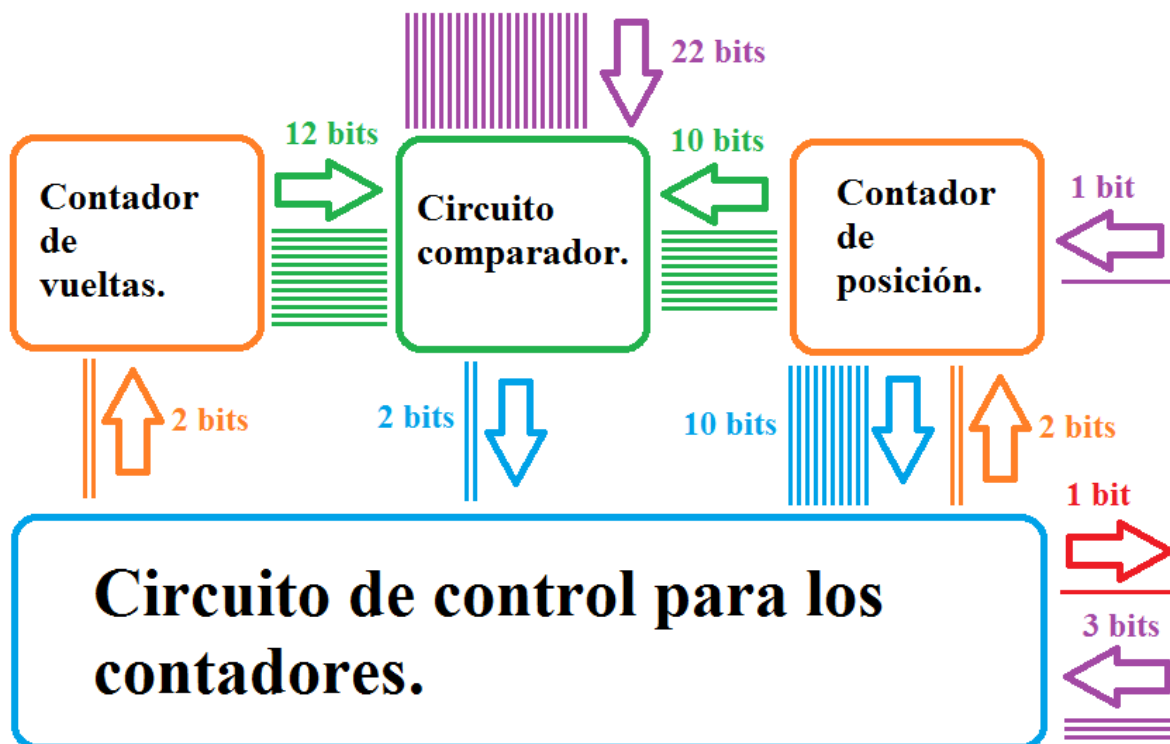 22 bits
12 bits
10 bits
Contador
de
vueltas.
Circuito
comparador.
Contador
de
posición.
1 bit
2 bits
2 bits
10 bits
2 bits
1 bit
Circuito de control para los
contadores.
3 bits